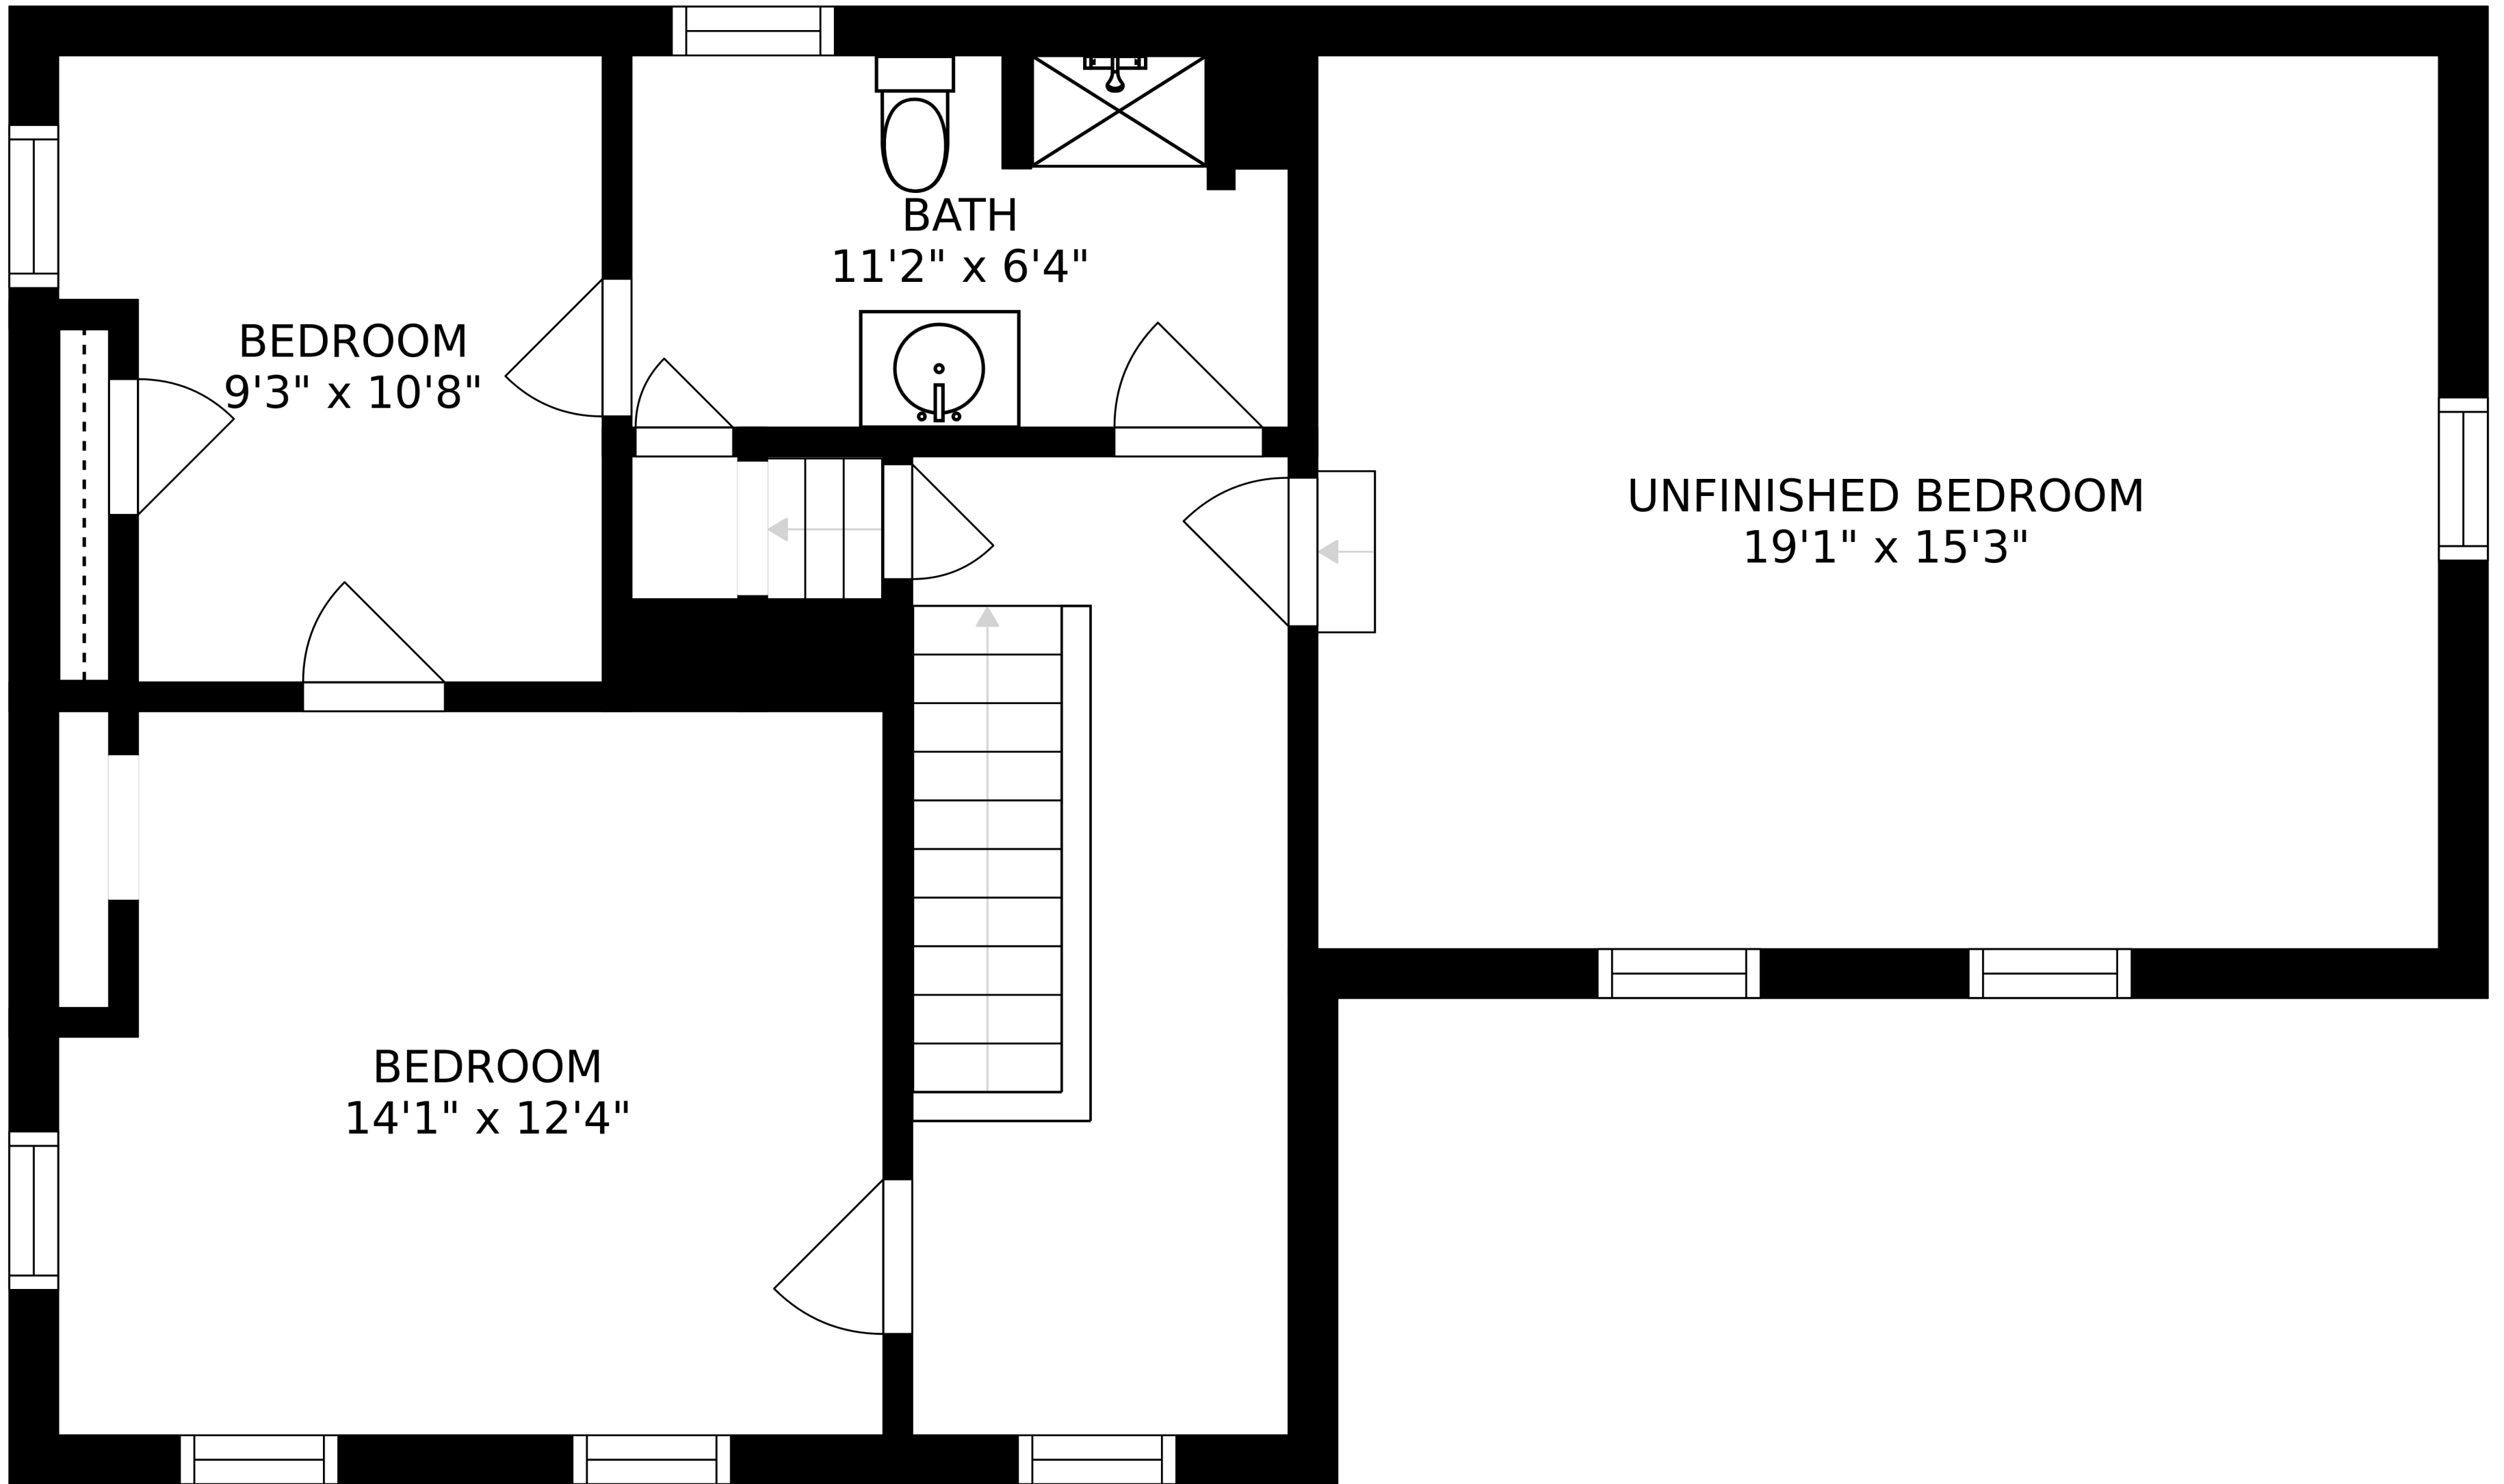 BATH
11'2" x 6'4"
BEDROOM
9'3" x 10'8"
UNFINISHED BEDROOM
19'1" x 15'3"
BEDROOM
14'1" x 12'4"